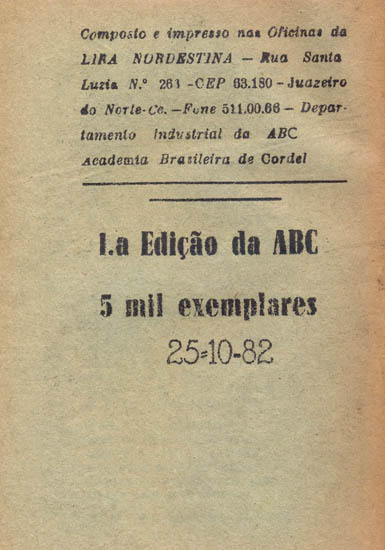 Composto e impresso nas Oficinas da
LIRA NORDESTINA — Rua Santa
Luzia N.º 263 -CEP 63.180 - Juazeiro
do Norte-Ce. —Fone 511.00.66 — Depar-
tamento Industrial da ABC
Academia Brasileira de Cordel
1.a Edição da ABC
5 mil exemplares
25-10-82